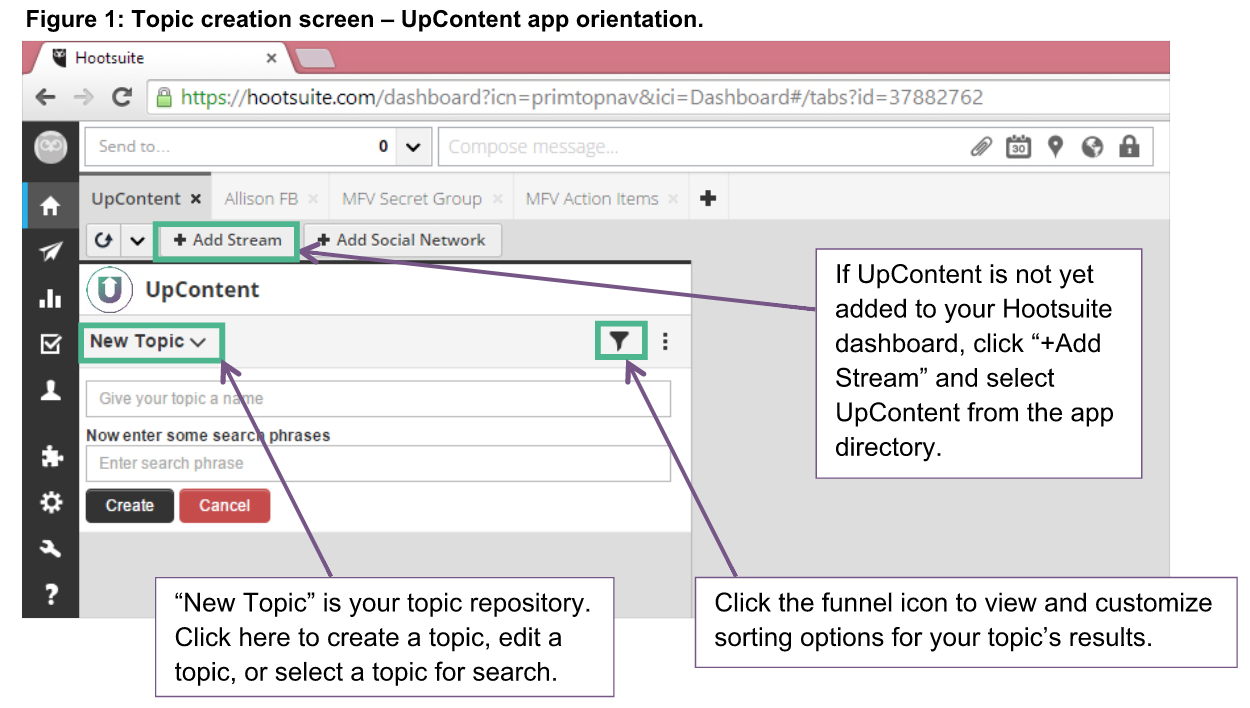 Figure 1: Topic creation screen – UpContent app orientation.
Hootsuite ×
https://hootsuite.com/dashboard?icn=primtopnav&ici=Dashboard#/tabs?id=37882762
Send to... 0 Compose message... 30
UpContent × Allison FB × MFV Secret Group × MFV Action Items × +
+ Add Stream + Add Social Network
UpContent
New Topic
Give your topic a name
Now enter some search phrases
Enter search phrase
Create Cancel
?
If UpContent is not yet
added to your Hootsuite
dashboard, click “+Add
Stream” and select
UpContent from the app
directory.
“New Topic” is your topic repository.
Click here to create a topic, edit a
topic, or select a topic for search.
Click the funnel icon to view and customize
sorting options for your topic’s results.